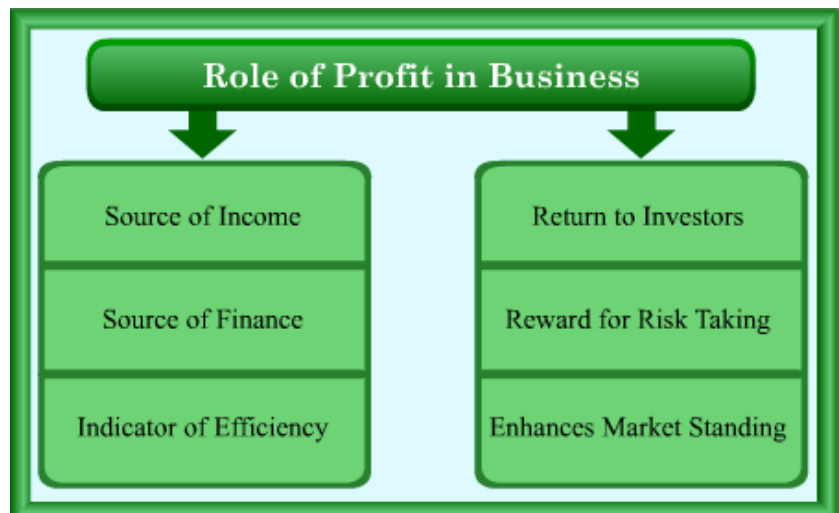 Role of Profit in Business
Source of Income
Source of Finance
Indicator of Efficiency
Return to Investors
Reward for Risk Taking
Enhances Market Standing